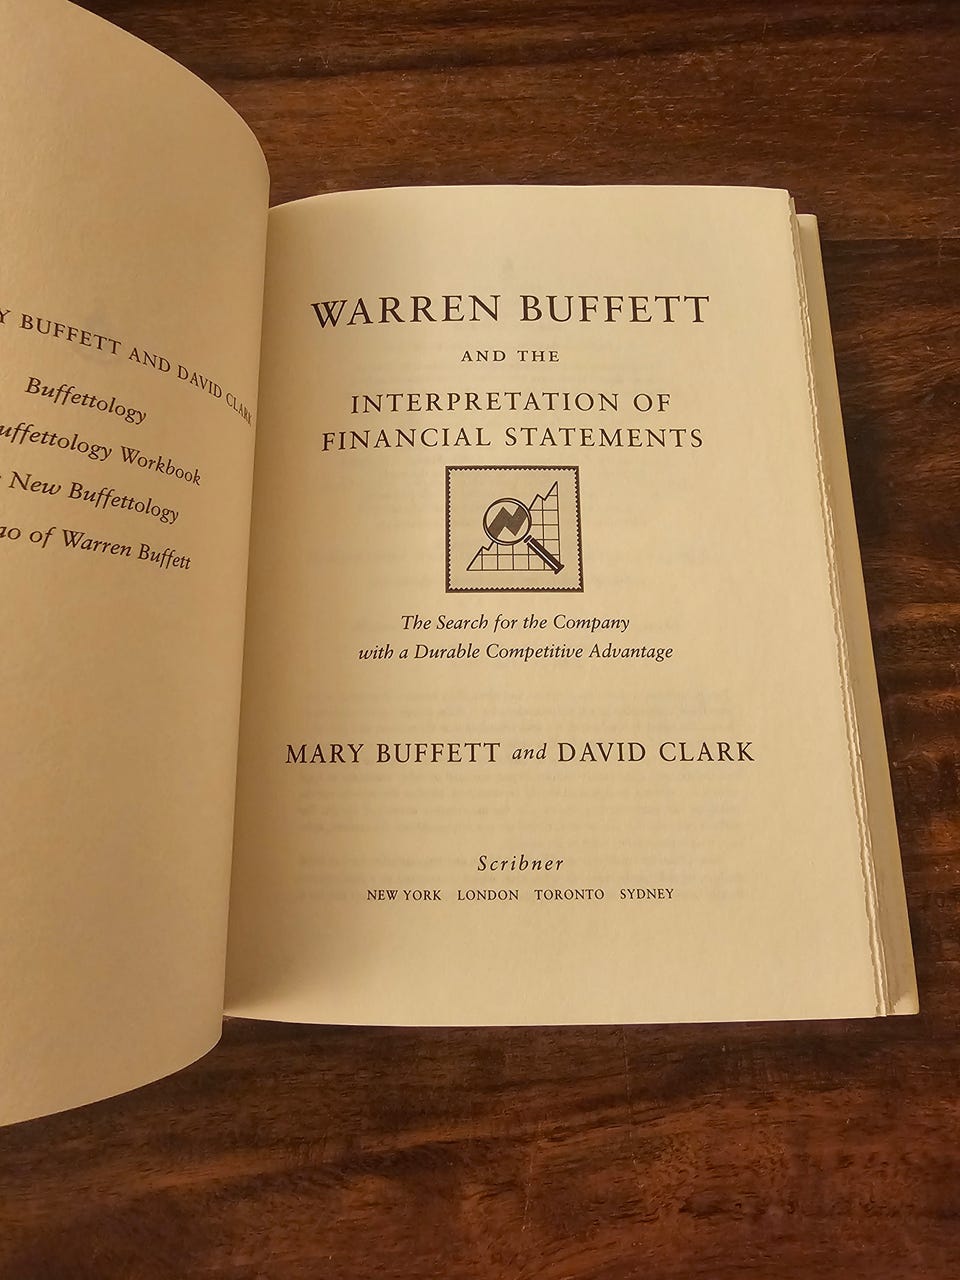 BUFFETT AND DAVID CLARK
Buffettology
Workbook
New Buffettology
of Warren Buffett
WARREN BUFFETT
AND THE
INTERPRETATION OF
FINANCIAL STATEMENTS
The Search for the Company
with a Durable Competitive Advantage
MARY BUFFETT and DAVID CLARK
Scribner
NEW YORK LONDON TORONTO SYDNEY